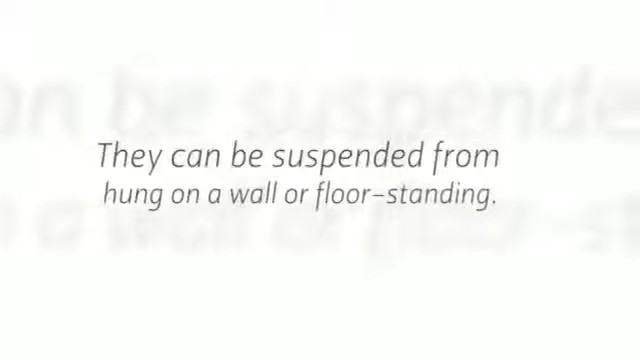 They can be suspended from
hung on a wall or floor-standing.